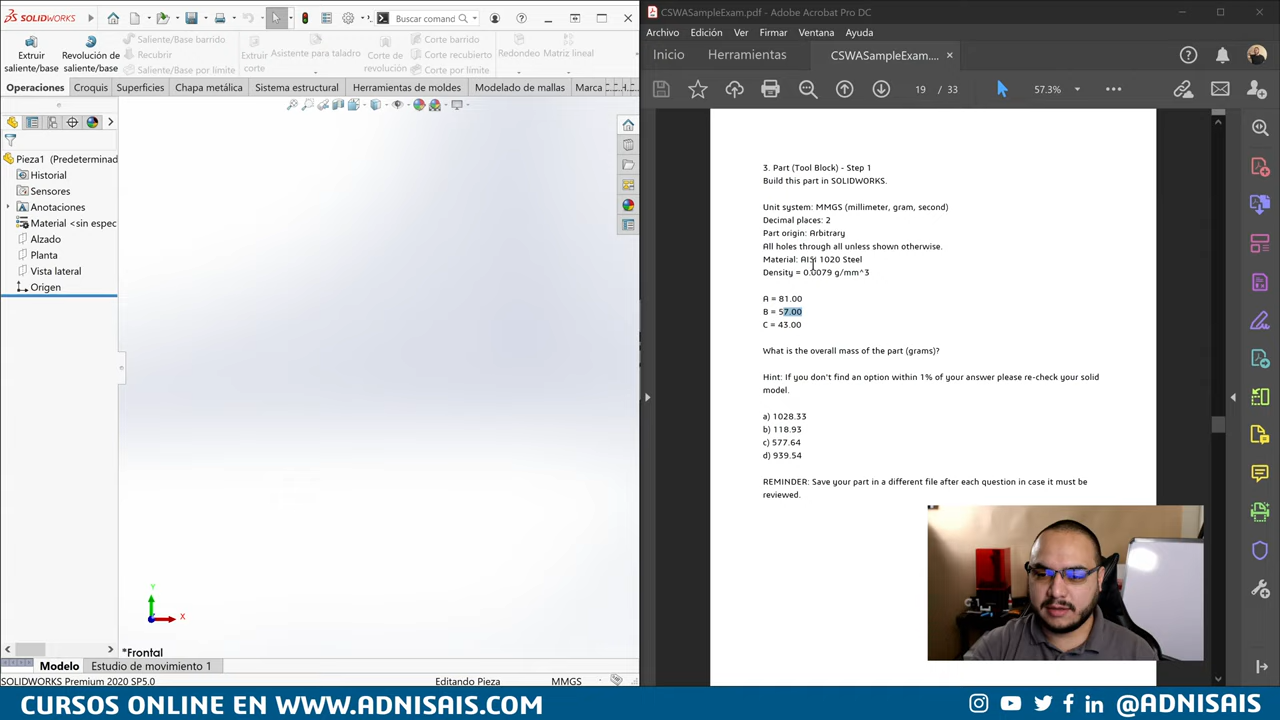 SOLIDWORKS
Buscar comando
Extruir saliente/base
Revolución de saliente/base
Saliente/Base barrido
Recubrir
Saliente/Base por límite
Extruir corte
Asistente para taladro
Corte de revolución
Corte barrido
Corte recubierto
Corte por límite
Redondeo
Matriz lineal
Operaciones
Croquis
Superficies
Chapa metálica
Sistema estructural
Herramientas de moldes
Modelado de mallas
Marca
Pieza1 (Predeterminad
Historial
Sensores
Anotaciones
Material <sin espec
Alzado
Planta
Vista lateral
Origen
Y
X
*Frontal
Modelo
Estudio de movimiento 1
SOLIDWORKS Premium 2020 SP5.0
Editando Pieza
MMGS
CSWASampleExam.pdf - Adobe Acrobat Pro DC
Archivo Edición Ver Firmar Ventana Ayuda
Inicio
Herramientas
CSWASampleExam....
19 / 33
57.3%
3. Part (Tool Block) - Step 1
Build this part in SOLIDWORKS.
Unit system: MMGS (millimeter, gram, second)
Decimal places: 2
Part origin: Arbitrary
All holes through all unless shown otherwise.
Material: AISI 1020 Steel
Density = 0.0079 g/mm^3
A = 81.00
B = 57.00
C = 43.00
What is the overall mass of the part (grams)?
Hint: If you don't find an option within 1% of your answer please re-check your solid
model.
a) 1028.33
b) 118.93
c) 577.64
d) 939.54
REMINDER: Save your part in a different file after each question in case it must be
reviewed.
CURSOS ONLINE EN WWW.ADNISAIS.COM
@ADNISAIS